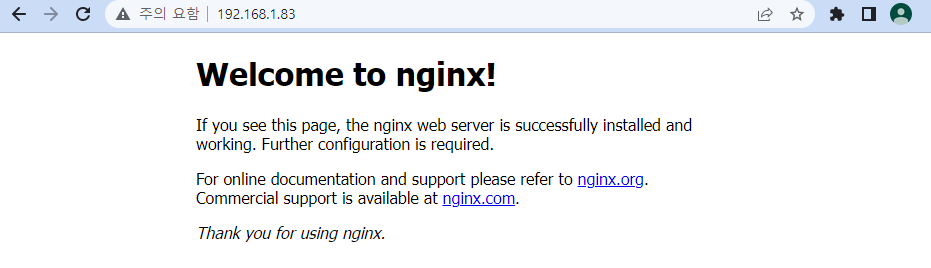 주의 요함 192.168.1.83
Welcome to nginx!
If you see this page, the nginx web server is successfully installed and
working. Further configuration is required.
For online documentation and support please refer to nginx.org.
Commercial support is available at nginx.com.
Thank you for using nginx.